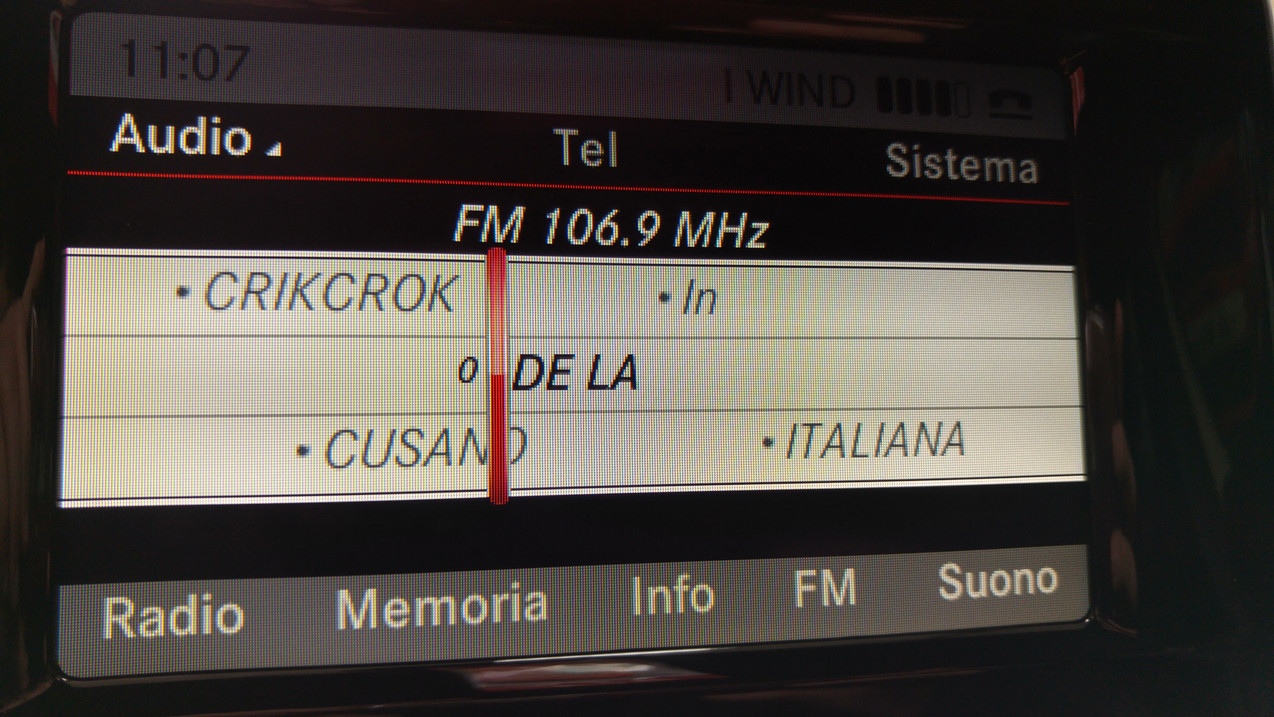 11:07 I WIND
Audio Tel Sistema
FM 106.9 MHz
• CRIKCROK • In
0 DE LA
• CUSANO • ITALIANA
Radio Memoria Info FM Suono